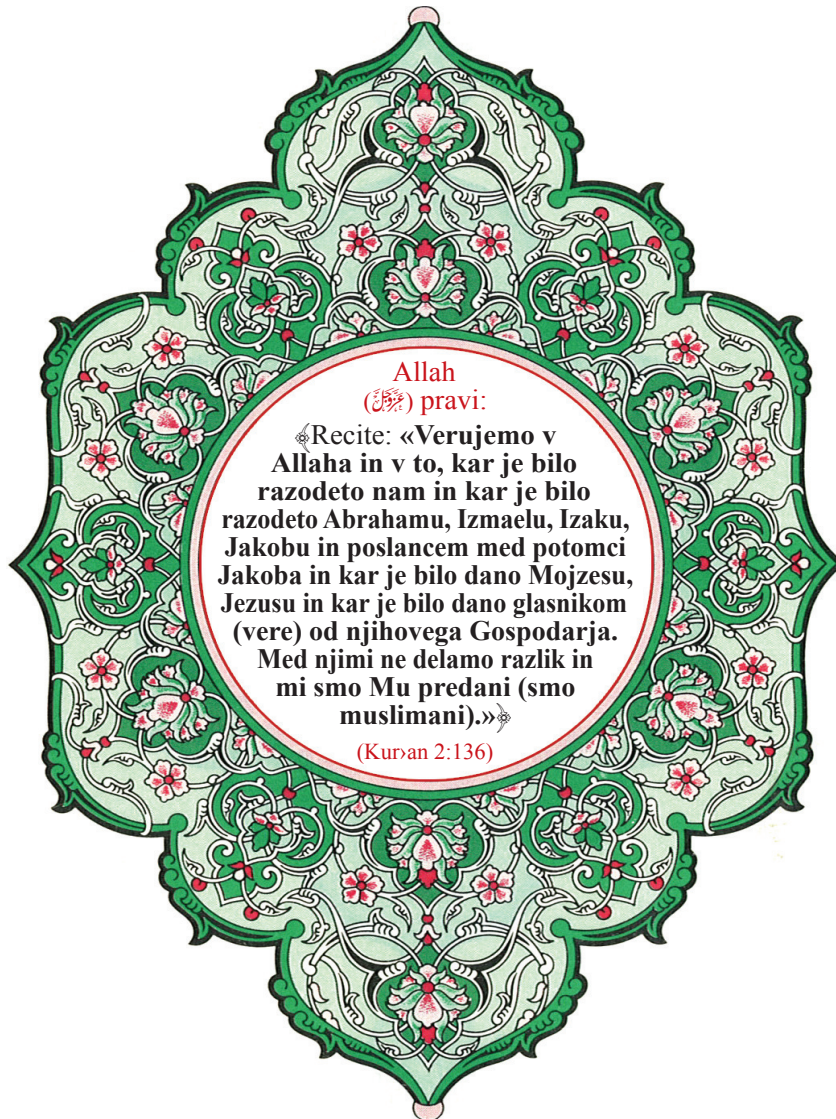 Allah
(عَزَّوَجَلَّ) pravi:
﴿Recite: «Verujemo v
Allaha in v to, kar je bilo
razodeto nam in kar je bilo
razodeto Abrahamu, Izmaelu, Izaku,
Jakobu in poslancem med potomci
Jakoba in kar je bilo dano Mojzesu,
Jezusu in kar je bilo dano glasnikom
(vere) od njihovega Gospodarja.
Med njimi ne delamo razlik in
mi smo Mu predani (smo
muslimani).»﴾
(Kur›an 2:136)